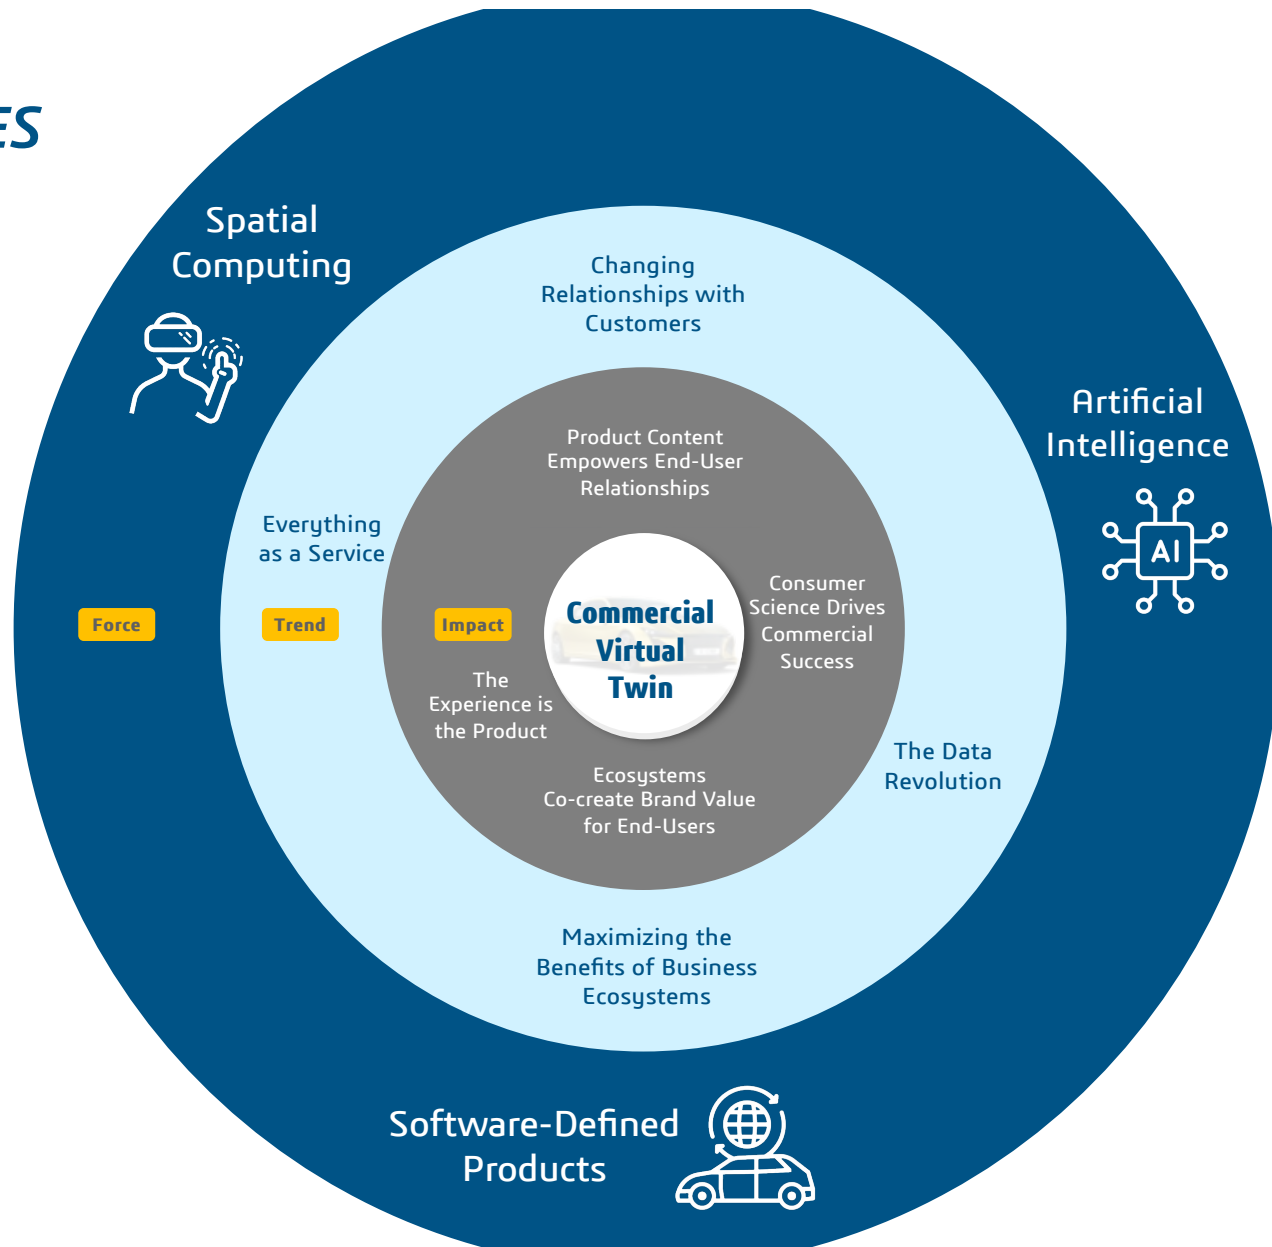 ES
Spatial
Computing
Changing
Relationships with
Customers
Artificial
Intelligence
AI
Product Content
Empowers End-User
Relationships
Everything
as a Service
Force
Trend
Impact
Commercial
Virtual
Twin
Consumer
Science Drives
Commercial
Success
The
Experience is
the Product
The Data
Revolution
Ecosystems
Co-create Brand Value
for End-Users
Maximizing the
Benefits of Business
Ecosystems
Software-Defined
Products